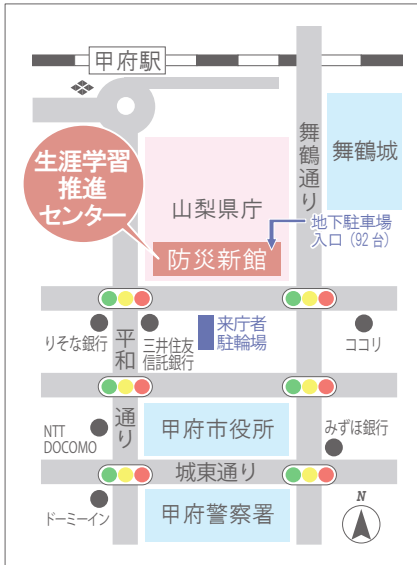 甲府駅
舞鶴通り
舞鶴城
生涯学習
推進
センター
山梨県庁
地下駐車場
入口（92台）
防災新館
りそな銀行
平和通り
三井住友
信託銀行
来庁者
駐輪場
ココリ
NTT
DOCOMO
甲府市役所
みずほ銀行
城東通り
ドーミーイン
甲府警察署
N